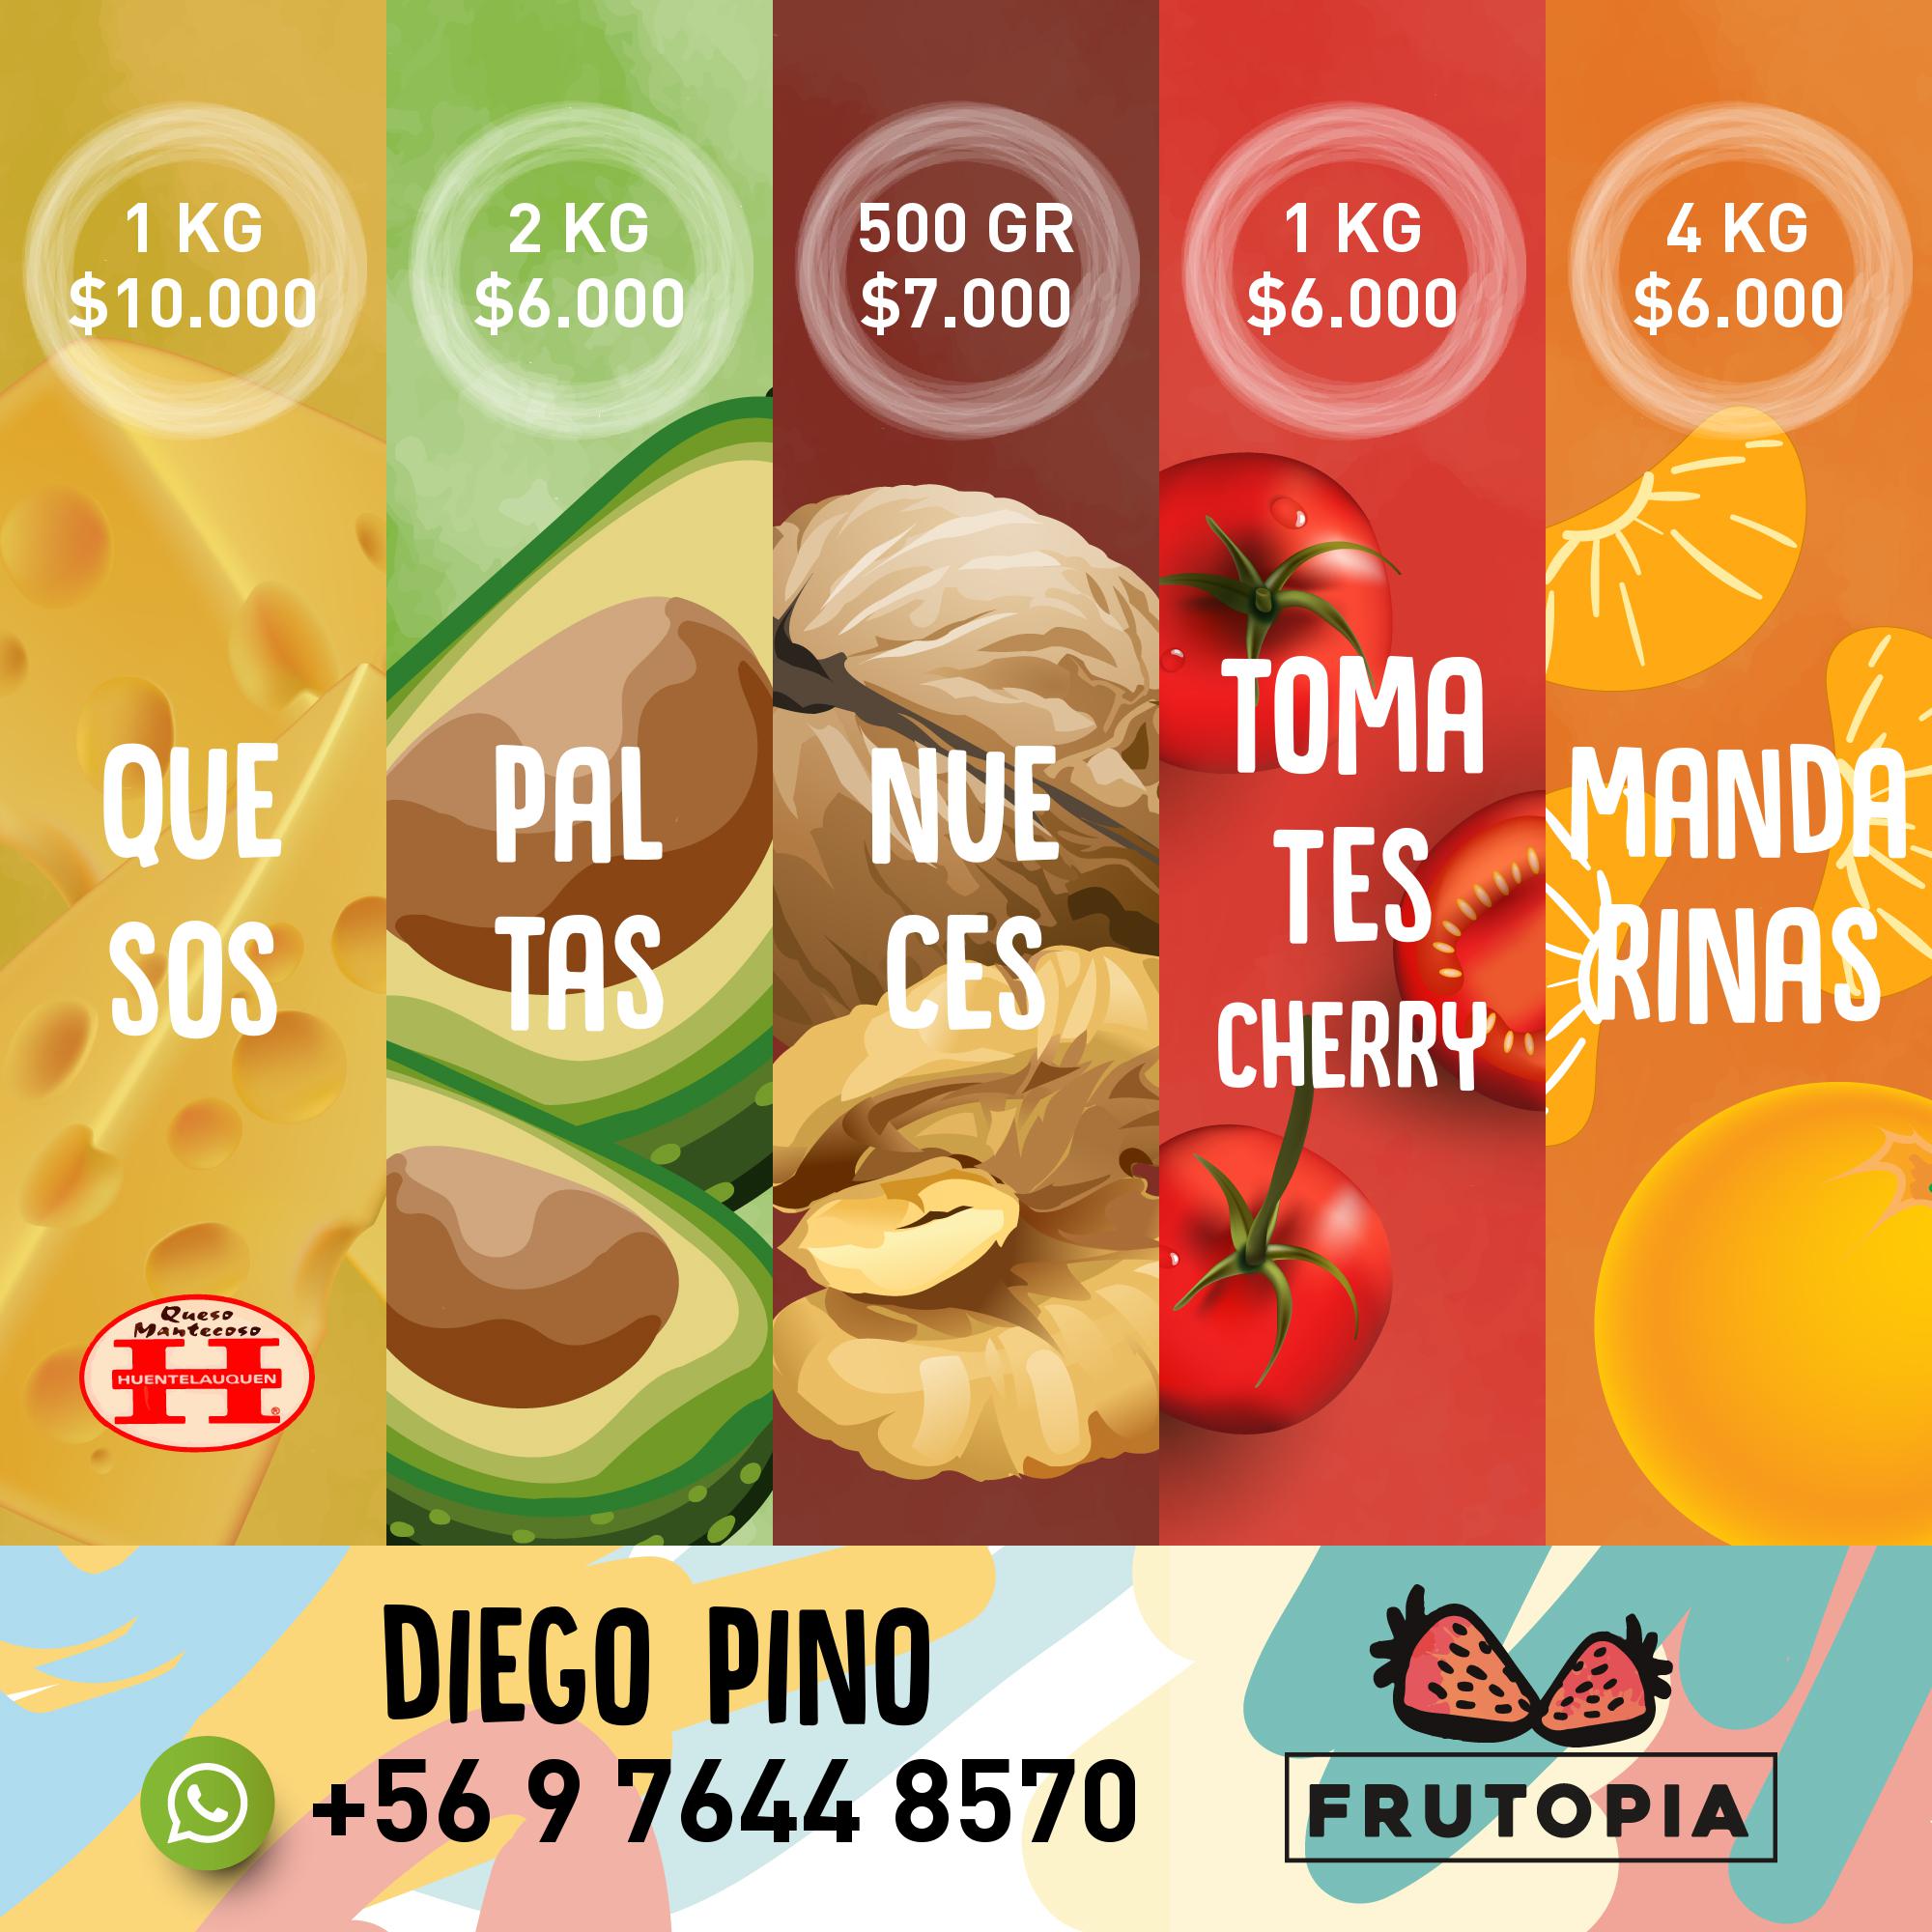 1 KG
$10.000
QUE
SOS
Queso
Mantecoso
H
HUENTELAUQUEN
®
2 KG
$6.000
PAL
TAS
500 GR
$7.000
NUE
CES
1 KG
$6.000
TOMA
TES
CHERRY
4 KG
$6.000
MANDA
RINAS
DIEGO PINO
+56 9 7644 8570
FRUTOPIA